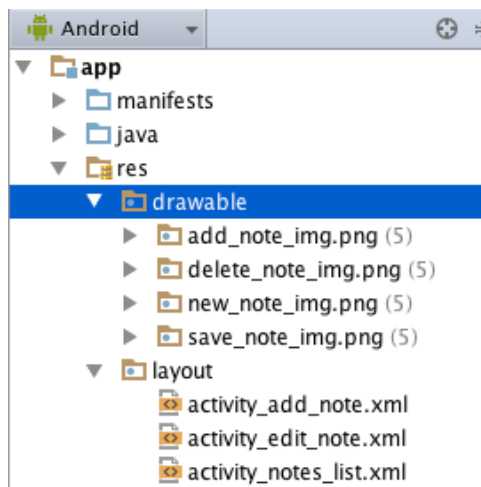 Android
app
manifests
java
res
drawable
add_note_img.png (5)
delete_note_img.png (5)
new_note_img.png (5)
save_note_img.png (5)
layout
activity_add_note.xml
activity_edit_note.xml
activity_notes_list.xml